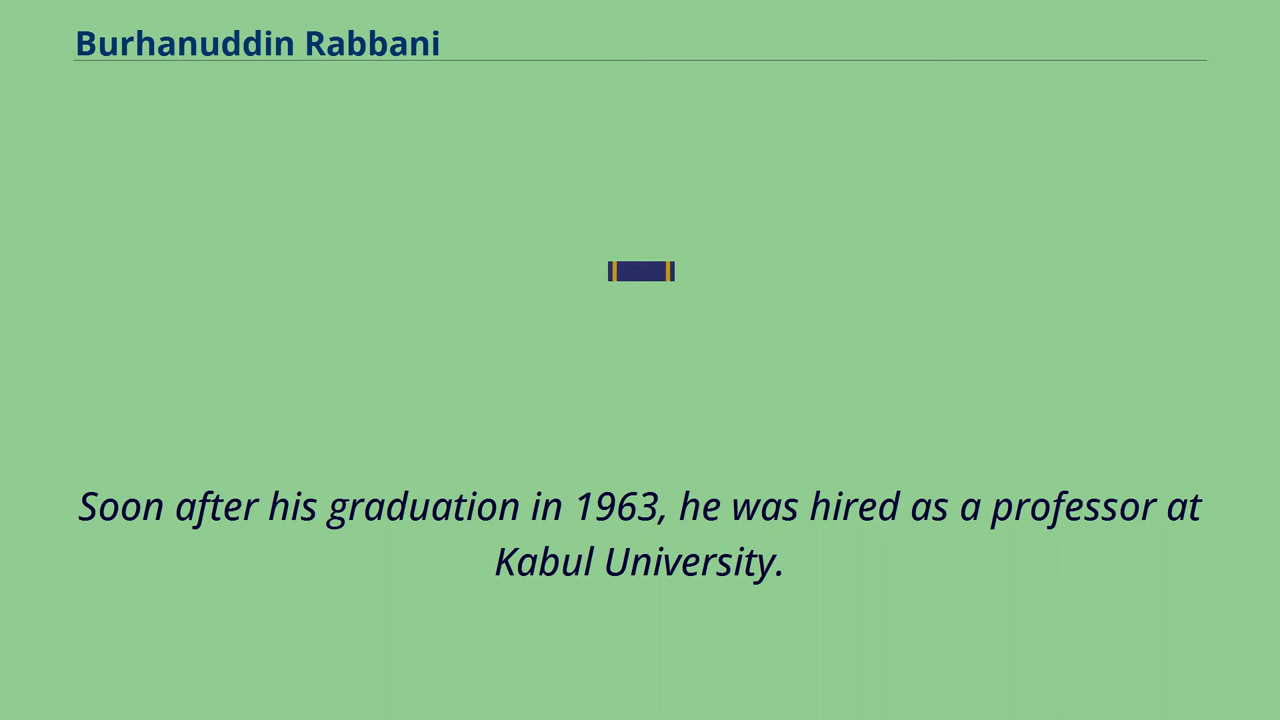 Burhanuddin Rabbani
Soon after his graduation in 1963, he was hired as a professor at
Kabul University.